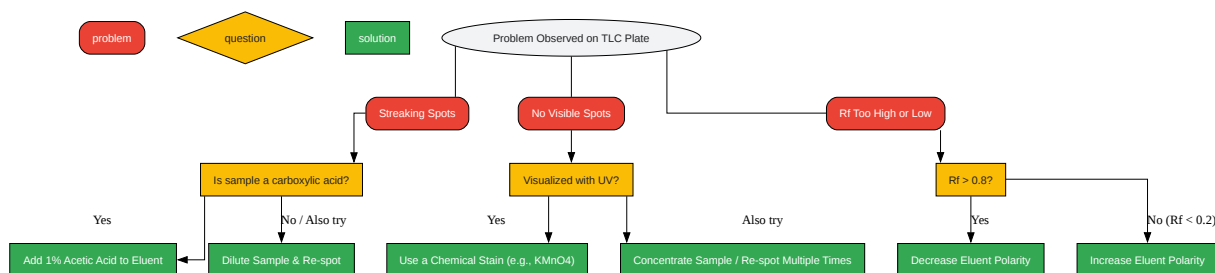 problem
question
solution
Problem Observed on TLC Plate
Streaking Spots
No Visible Spots
Rf Too High or Low
Is sample a carboxylic acid?
Visualized with UV?
Rf > 0.8?
Yes
No / Also try
Yes
Also try
Yes
No (Rf < 0.2)
Add 1% Acetic Acid to Eluent
Dilute Sample & Re-spot
Use a Chemical Stain (e.g., KMnO4)
Concentrate Sample / Re-spot Multiple Times
Decrease Eluent Polarity
Increase Eluent Polarity